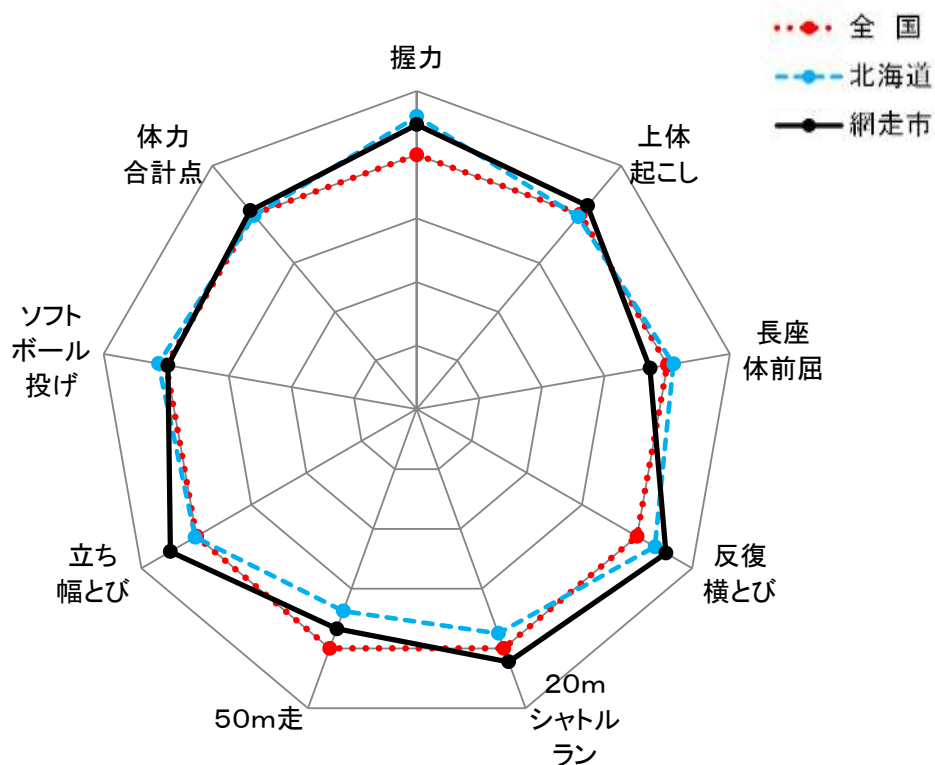 全 国
北海道
網走市
握力
上体
起こし
長座
体前屈
反復
横とび
20m
シャトル
ラン
50m走
立ち
幅とび
ソフト
ボール
投げ
体力
合計点